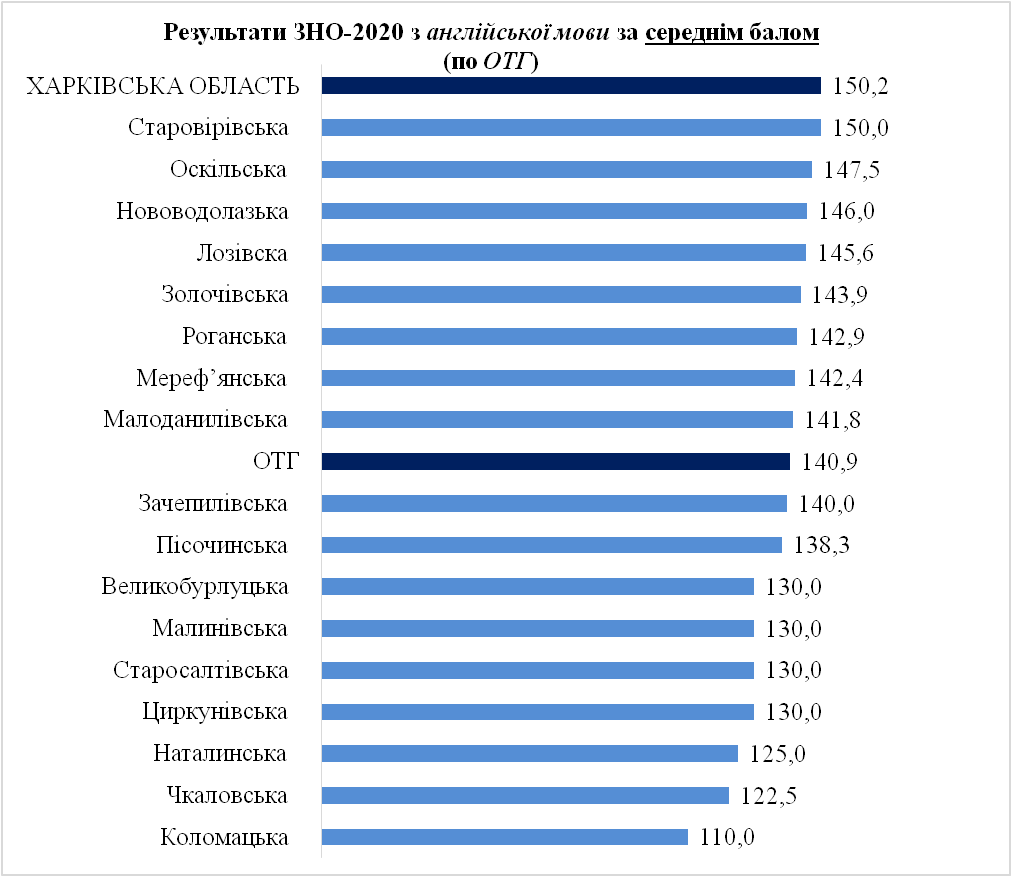 Результати ЗНО-2020 з англійської мови за середнім балом
(по ОТГ)
ХАРКІВСЬКА ОБЛАСТЬ 150,2
Старовірівська 150,0
Оскільська 147,5
Нововодолазька 146,0
Лозівска 145,6
Золочівська 143,9
Роганська 142,9
Мереф’янська 142,4
Малоданилівська 141,8
ОТГ 140,9
Зачепилівська 140,0
Пісочинська 138,3
Великобурлуцька 130,0
Малинівська 130,0
Старосалтівська 130,0
Циркунівська 130,0
Наталинська 125,0
Чкаловська 122,5
Коломацька 110,0